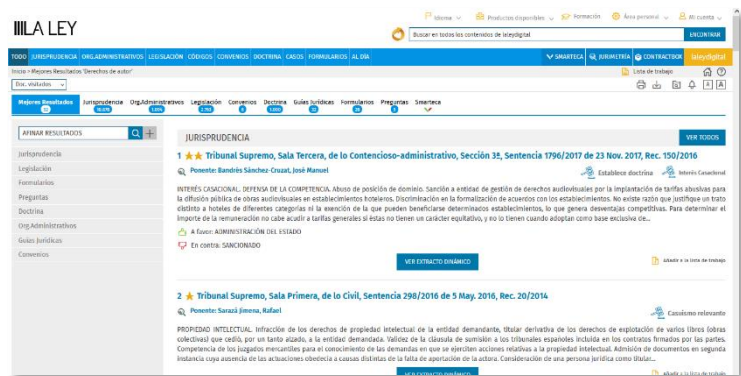 LA LEY
Idioma Productos disponibles Formación Área personal Mi cuenta
Buscar en todos los contenidos de laleydigital ENCONTRAR
TODO JURISPRUDENCIA ORG.ADMINISTRATIVOS LEGISLACIÓN CÓDIGOS CONVENIOS DOCTRINA CASOS FORMULARIOS AL DÍA SMARTECA JURIMETRÍA CONTRACTBOX laleydigital
Inicio > Mejores Resultados "Derechos de autor" Lista de trabajo
Doc. visitados
Mejores Resultados Jurisprudencia Org.Administrativos Legislación Convenios Doctrina Guías Jurídicas Formularios Preguntas Smarteca
AFINAR RESULTADOS
JURISPRUDENCIA VER TODOS
Jurisprudencia
Legislación
Formularios
Preguntas
Doctrina
Org.Administrativos
Guías Jurídicas
Convenios
1 Tribunal Supremo, Sala Tercera, de lo Contencioso-administrativo, Sección 3ª, Sentencia 1796/2017 de 23 Nov. 2017, Rec. 150/2016
Ponente: Bandrés Sánchez-Cruzat, José Manuel Establece doctrina Interés Casacional
INTERÉS CASACIONAL. DEFENSA DE LA COMPETENCIA. Abuso de posición de dominio. Sanción a entidad de gestión de derechos audiovisuales por la implantación de tarifas abusivas para
la difusión pública de obras audiovisuales en establecimientos hoteleros. Discriminación en la formalización de acuerdos con los establecimientos. No existe razón que justifique un trato
distinto a hoteles de diferentes categorías ni la exención de la que pueden beneficiarse determinados establecimientos, lo que genera desventajas competitivas. Para determinar el
importe de la remuneración no cabe acudir a tarifas generales si éstas no tienen un carácter equitativo, y no lo tienen cuando adoptan como base exclusiva de...
A favor: ADMINISTRACIÓN DEL ESTADO
En contra: SANCIONADO
VER EXTRACTO DINÁMICO Añadir a la lista de trabajo
2 Tribunal Supremo, Sala Primera, de lo Civil, Sentencia 298/2016 de 5 May. 2016, Rec. 20/2014
Ponente: Sarazá Jimena, Rafael Casuismo relevante
PROPIEDAD INTELECTUAL. Infracción de los derechos de propiedad intelectual de la entidad demandante, titular derivativa de los derechos de explotación de varios libros (obras
colectivas) que cedió, por un tanto alzado, a la entidad demandada. Validez de la cláusula de sumisión a los tribunales españoles incluida en los contratos firmados por las partes.
Competencia de los juzgados mercantiles para el conocimiento de las demandas en que se ejerciten acciones relativas a la propiedad intelectual. Admisión de documentos en segunda
instancia cuya ausencia de las actuaciones obedecía a causas distintas de la falta de aportación de la actora. Consideración de una persona jurídica como titular...
VER EXTRACTO DINÁMICO Añadir a la lista de trabajo